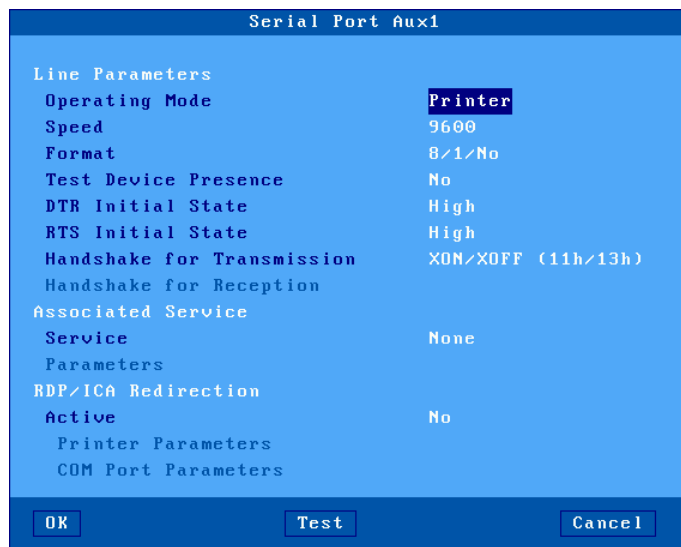 Serial Port Aux1
Line Parameters
Operating Mode Printer
Speed 9600
Format 8/1/No
Test Device Presence No
DTR Initial State High
RTS Initial State High
Handshake for Transmission XON/XOFF (11h/13h)
Handshake for Reception
Associated Service
Service None
Parameters
RDP/ICA Redirection
Active No
Printer Parameters
COM Port Parameters
OK Test Cancel